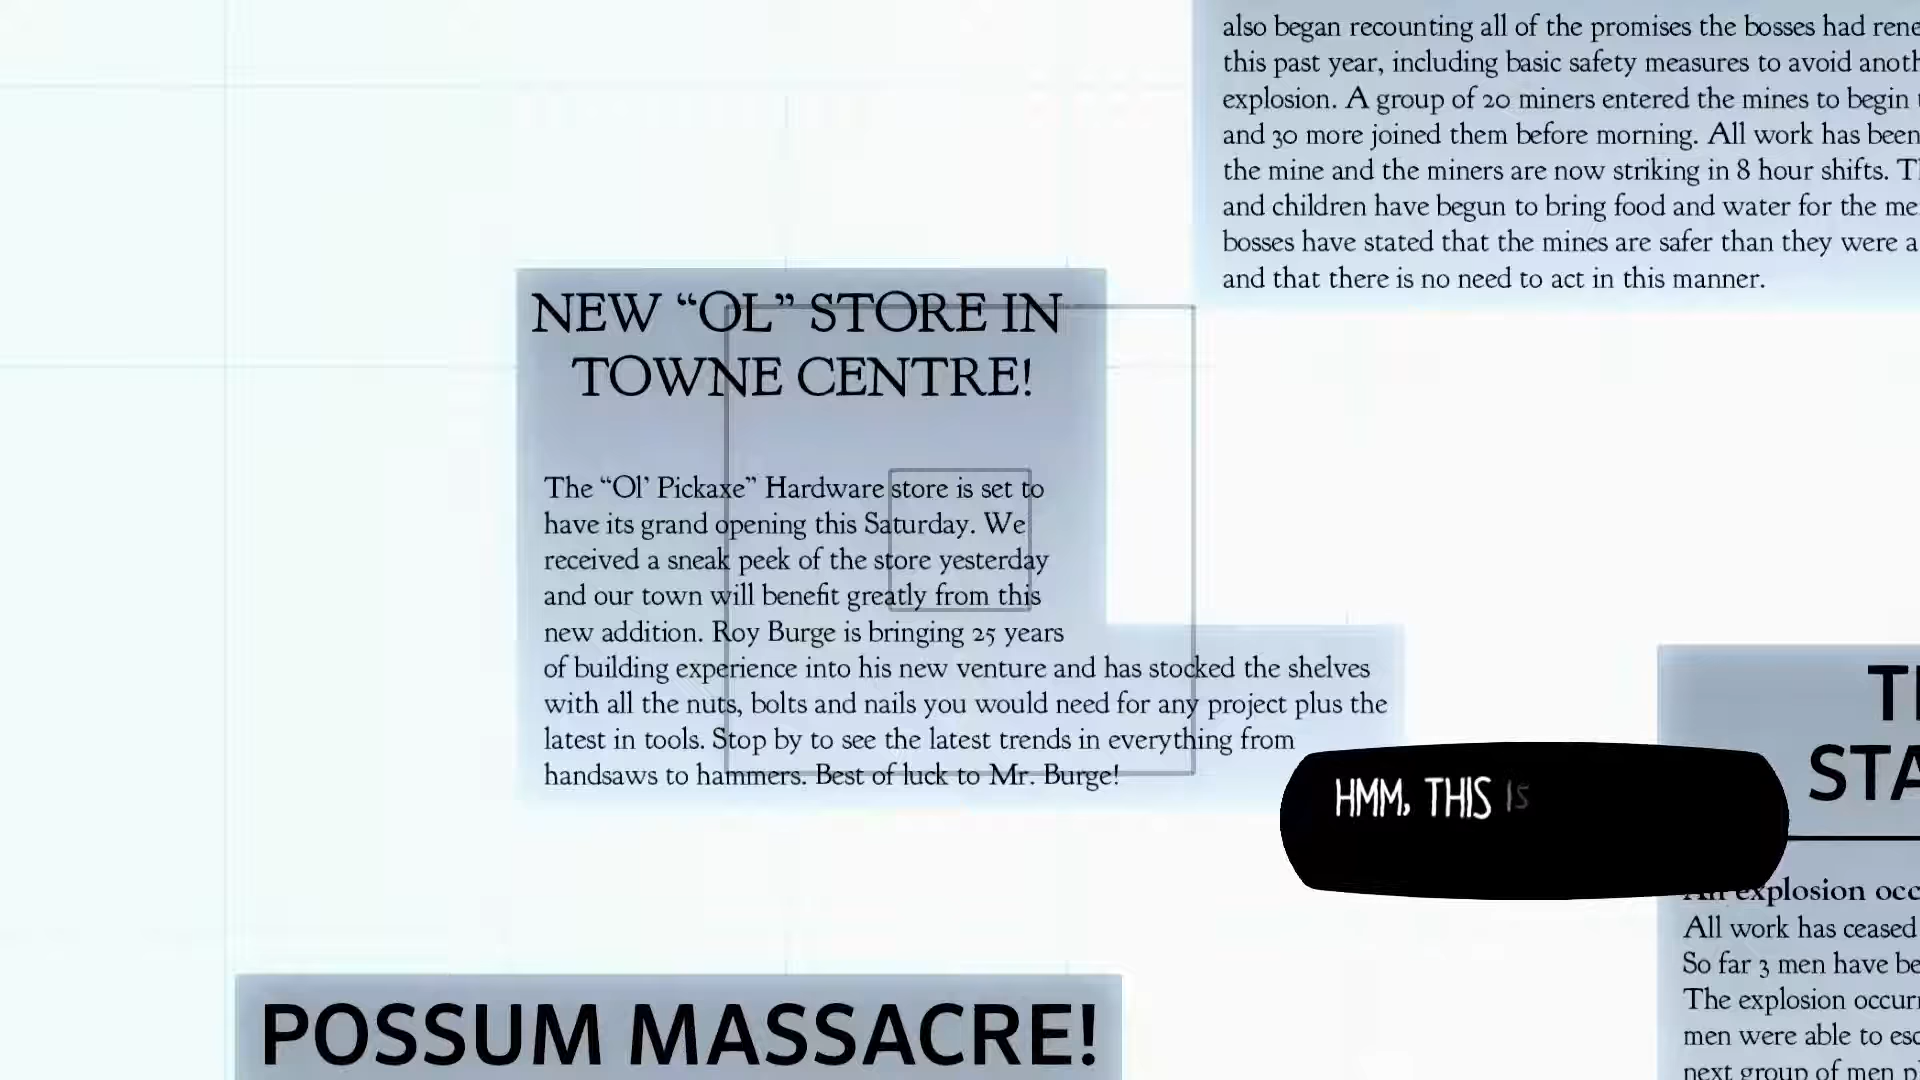 also began recounting all of the promises the bosses had
this past year, including basic safety measures to avoid
explosion. A group of 20 miners entered the mines to begin
and 30 more joined them before morning. All work has been
the mine and the miners are now striking in 8 hour shifts.
and children have begun to bring food and water for the
bosses have stated that the mines are safer than they were
and that there is no need to act in this manner.
NEW “OL” STORE IN
TOWNE CENTRE!
The “Ol’ Pickaxe” Hardware store is set to
have its grand opening this Saturday. We
received a sneak peek of the store yesterday
and our town will benefit greatly from this
new addition. Roy Burge is bringing 25 years
of building experience into his new venture and has stocked the shelves
with all the nuts, bolts and nails you would need for any project plus the
latest in tools. Stop by to see the latest trends in everything from
handsaws to hammers. Best of luck to Mr. Burge!
HMM, THIS IS
An explosion
All work has ceased
So far 3 men have
The explosion
men were able to
next group of men
POSSUM MASSACRE!